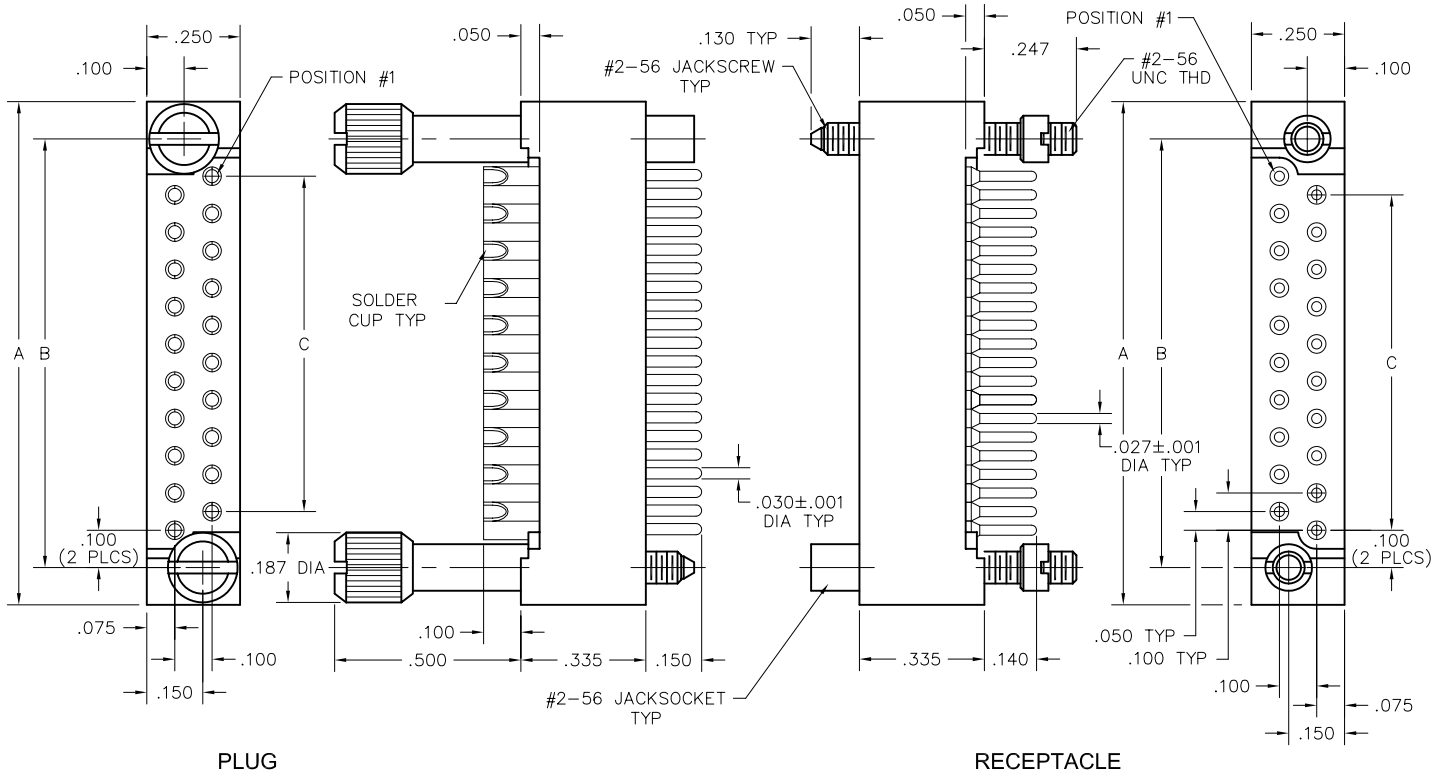 .250
.100
POSITION #1
.050
.130 TYP
#2-56 JACKSCREW
TYP
.050
.247
POSITION #1
#2-56
UNC THD
.250
.100
A
B
C
SOLDER
CUP TYP
.100
(2 PLCS)
.187 DIA
.030±.001
DIA TYP
.075
.100
.150
.100
.500
.335
.150
#2-56 JACKSOCKET
TYP
A
B
C
.027±.001
DIA TYP
.100
(2 PLCS)
.335
.140
.050 TYP
.100 TYP
.100
.075
.150
PLUG
RECEPTACLE